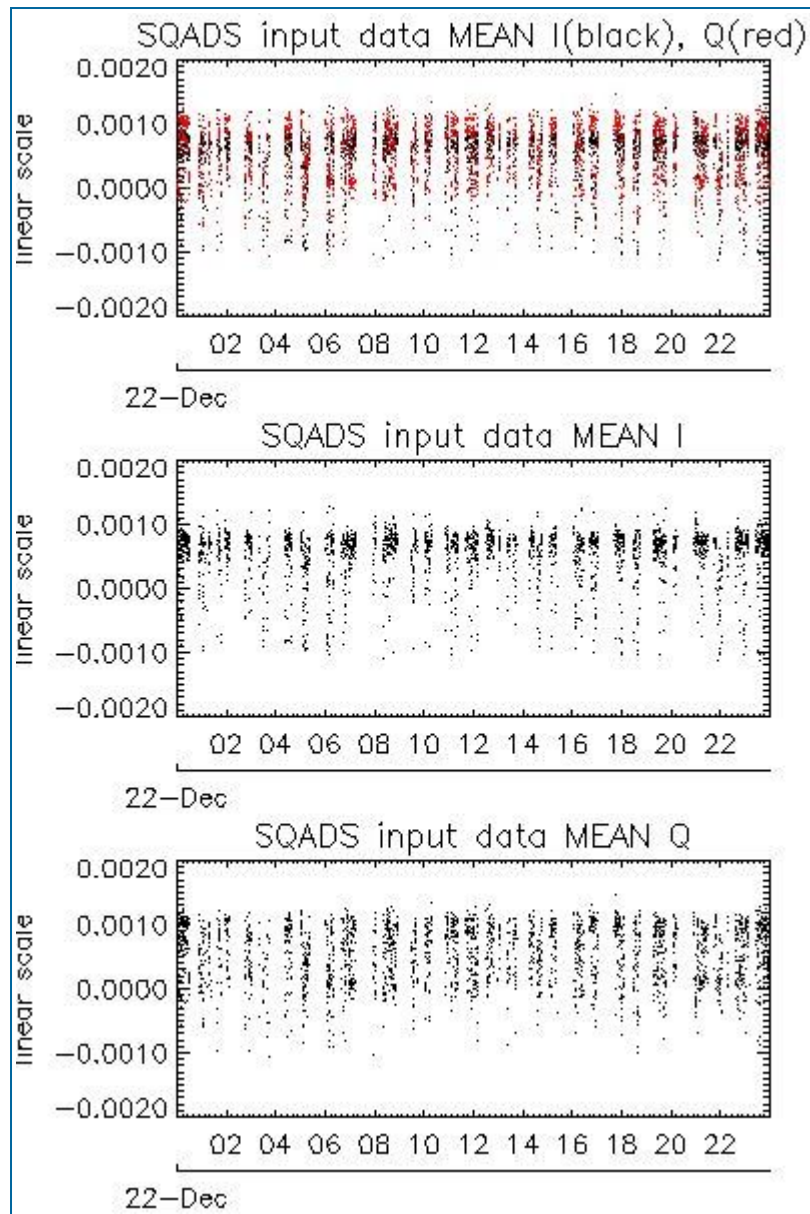 SQADS input data MEAN I(black), Q(red)
0.0020
0.0010
0.0000
−0.0010
−0.0020
linear scale
02 04 06 08 10 12 14 16 18 20 22
22−Dec
SQADS input data MEAN I
0.0020
0.0010
0.0000
−0.0010
−0.0020
linear scale
02 04 06 08 10 12 14 16 18 20 22
22−Dec
SQADS input data MEAN Q
0.0020
0.0010
0.0000
−0.0010
−0.0020
linear scale
02 04 06 08 10 12 14 16 18 20 22
22−Dec